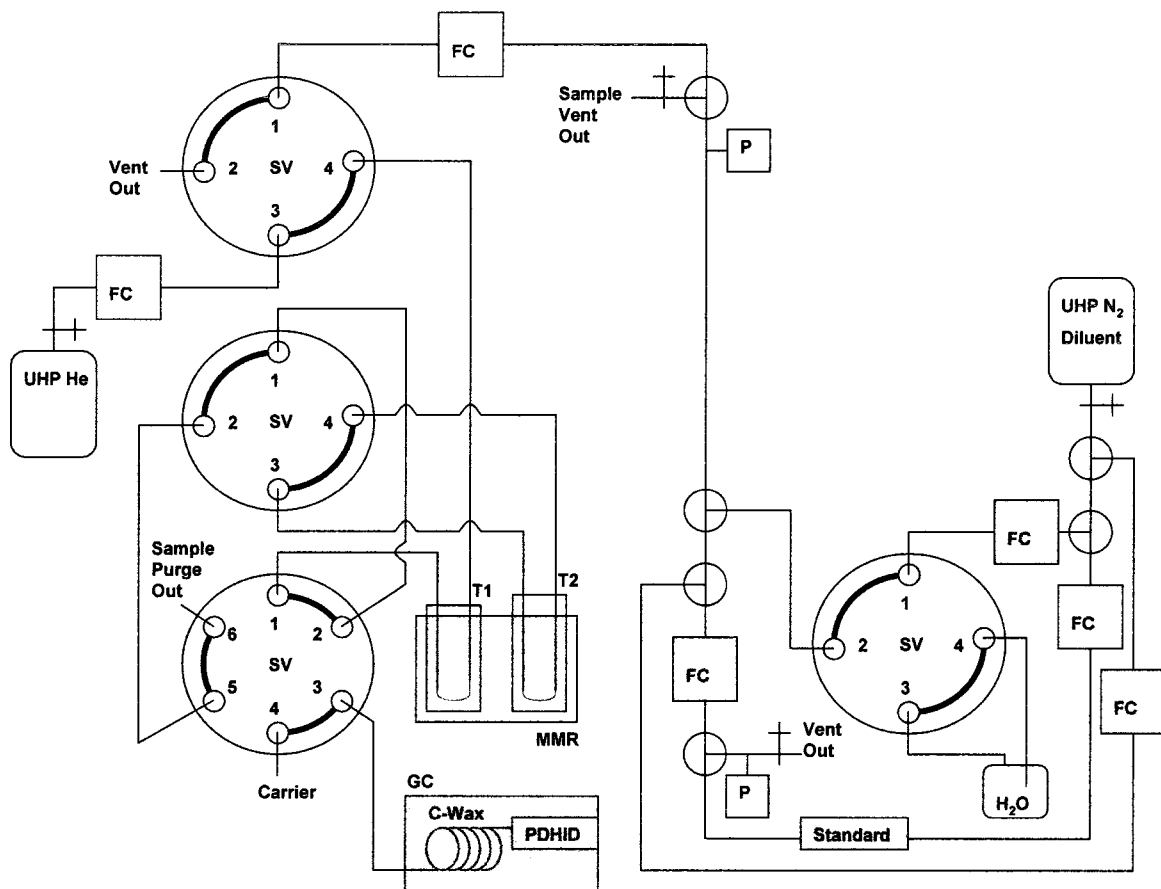 FC
Sample
Vent
Out
P
1
2
SV
4
3
Vent
Out
FC
UHP He
UHP N₂
Diluent
1
2
SV
4
3
FC
Sample
Purge
Out
T1
T2
1
6
2
SV
5
3
4
MMR
Carrier
1
2
SV
4
3
FC
FC
FC
Vent
Out
P
H₂O
GC
C-Wax
PDHID
Standard